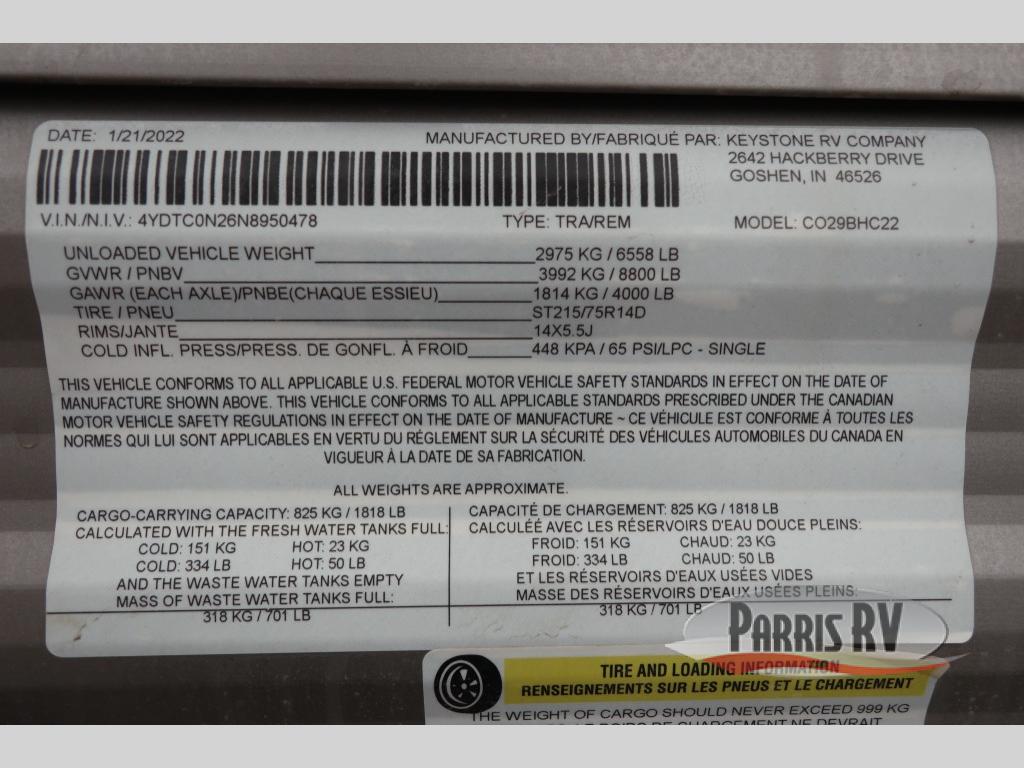 DATE: 1/21/2022
MANUFACTURED BY/FABRIQUÉ PAR: KEYSTONE RV COMPANY
2642 HACKBERRY DRIVE
GOSHEN, IN 46526
V.I.N./N.I.V.: 4YDTC0N26N8950478 TYPE: TRA/REM MODEL: CO29BHC22
UNLOADED VEHICLE WEIGHT 2975 KG / 6558 LB
GVWR / PNBV 3992 KG / 8800 LB
GAWR (EACH AXLE)/PNBE(CHAQUE ESSIEU) 1814 KG / 4000 LB
TIRE / PNEU ST215/75R14D
RIMS/JANTE 14X5.5J
COLD INFL. PRESS/PRESS. DE GONFL. À FROID 448 KPA / 65 PSI/LPC - SINGLE
THIS VEHICLE CONFORMS TO ALL APPLICABLE U.S. FEDERAL MOTOR VEHICLE SAFETY STANDARDS IN EFFECT ON THE DATE OF
MANUFACTURE SHOWN ABOVE. THIS VEHICLE CONFORMS TO ALL APPLICABLE STANDARDS PRESCRIBED UNDER THE CANADIAN
MOTOR VEHICLE SAFETY REGULATIONS IN EFFECT ON THE DATE OF MANUFACTURE ~ CE VÉHICULE EST CONFORME À TOUTES LES
NORMES QUI LUI SONT APPLICABLES EN VERTU DU RÉGLEMENT SUR LA SÉCURITÉ DES VÉHICULES AUTOMOBILES DU CANADA EN
VIGUEUR À LA DATE DE SA FABRICATION.
ALL WEIGHTS ARE APPROXIMATE.
CARGO-CARRYING CAPACITY: 825 KG / 1818 LB
CALCULATED WITH THE FRESH WATER TANKS FULL:
COLD: 151 KG HOT: 23 KG
COLD: 334 LB HOT: 50 LB
AND THE WASTE WATER TANKS EMPTY
MASS OF WASTE WATER TANKS FULL:
318 KG / 701 LB
CAPACITÉ DE CHARGEMENT: 825 KG / 1818 LB
CALCULÉE AVEC LES RÉSERVOIRS D'EAU DOUCE PLEINS:
FROID: 151 KG CHAUD: 23 KG
FROID: 334 LB CHAUD: 50 LB
ET LES RÉSERVOIRS D'EAUX USÉES VIDES
MASSE DES RÉSERVOIRS D'EAUX USÉES PLEINS:
318 KG / 701 LB
PARRIS RV
TIRE AND LOADING INFORMATION
RENSEIGNEMENTS SUR LES PNEUS ET LE CHARGEMENT
THE WEIGHT OF CARGO SHOULD NEVER EXCEED 999 KG
DE CHARGEMENT NE DEVRAIT